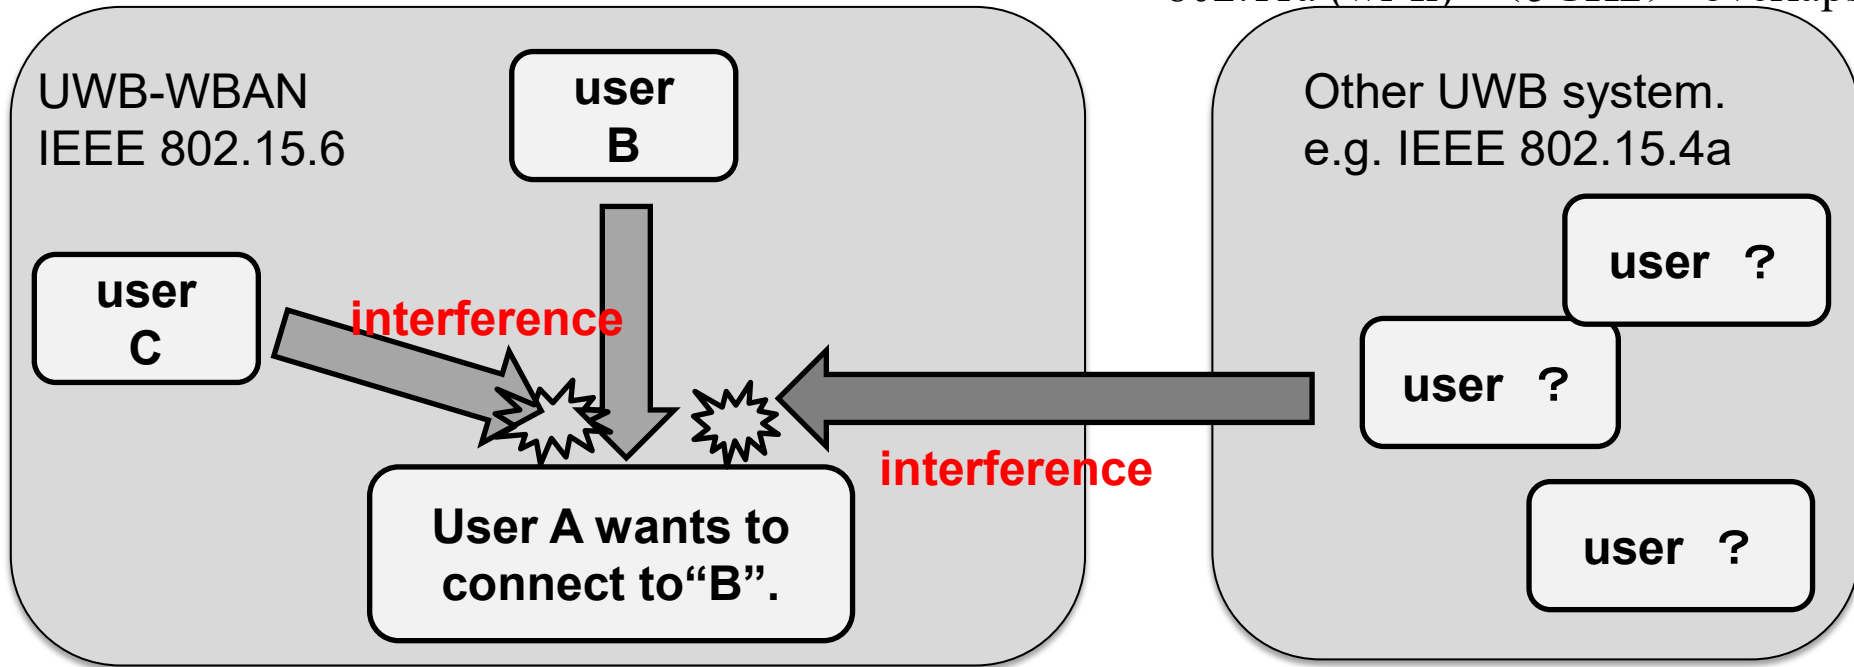 UWB-WBAN
IEEE 802.15.6
user
B
user
C
interference
User A wants to
connect to“B”.
interference
Other UWB system.
e.g. IEEE 802.15.4a
user ？
user ？
user ？